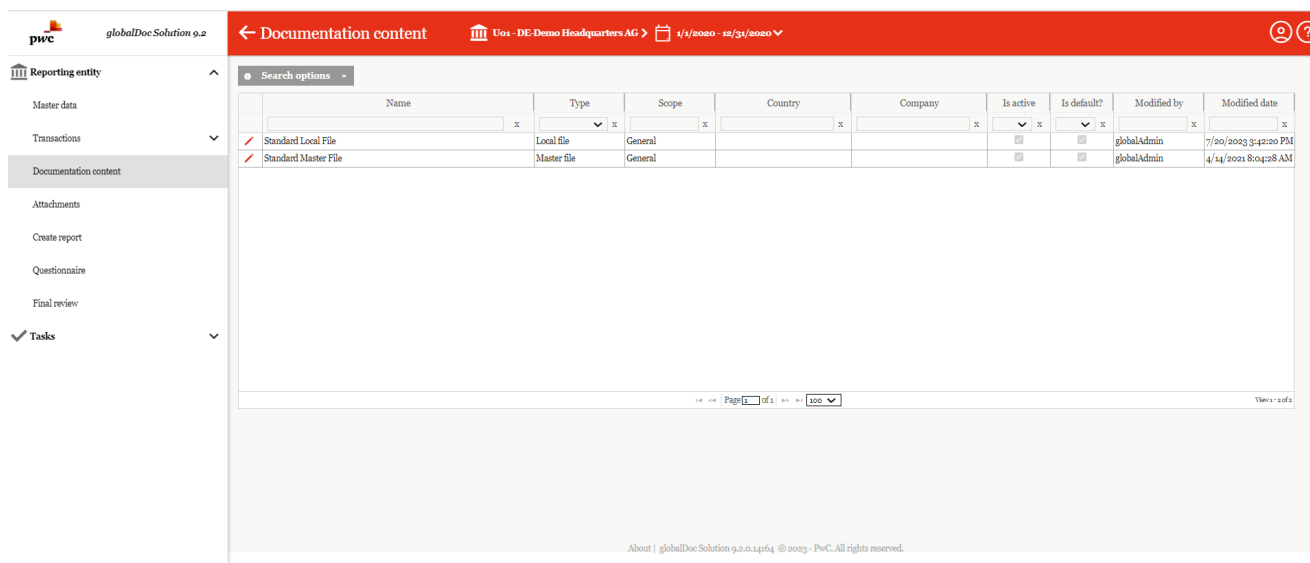 pwc globalDoc Solution 9.2
Documentation content U01 - DE-Demo Headquarters AG 1/1/2020 - 12/31/2020
Reporting entity
Master data
Transactions
Documentation content
Attachments
Create report
Questionnaire
Final review
Tasks
Search options
Name Type Scope Country Company Is active Is default? Modified by Modified date
x x x x x x x x x
Standard Local File Local file General globalAdmin 7/20/2023 3:42:20 PM
Standard Master File Master file General globalAdmin 4/14/2021 8:04:28 AM
Page 1 of 1 100 View 1 - 2 of 2
About | globalDoc Solution 9.2.0.14164 © 2023 - PwC. All rights reserved.